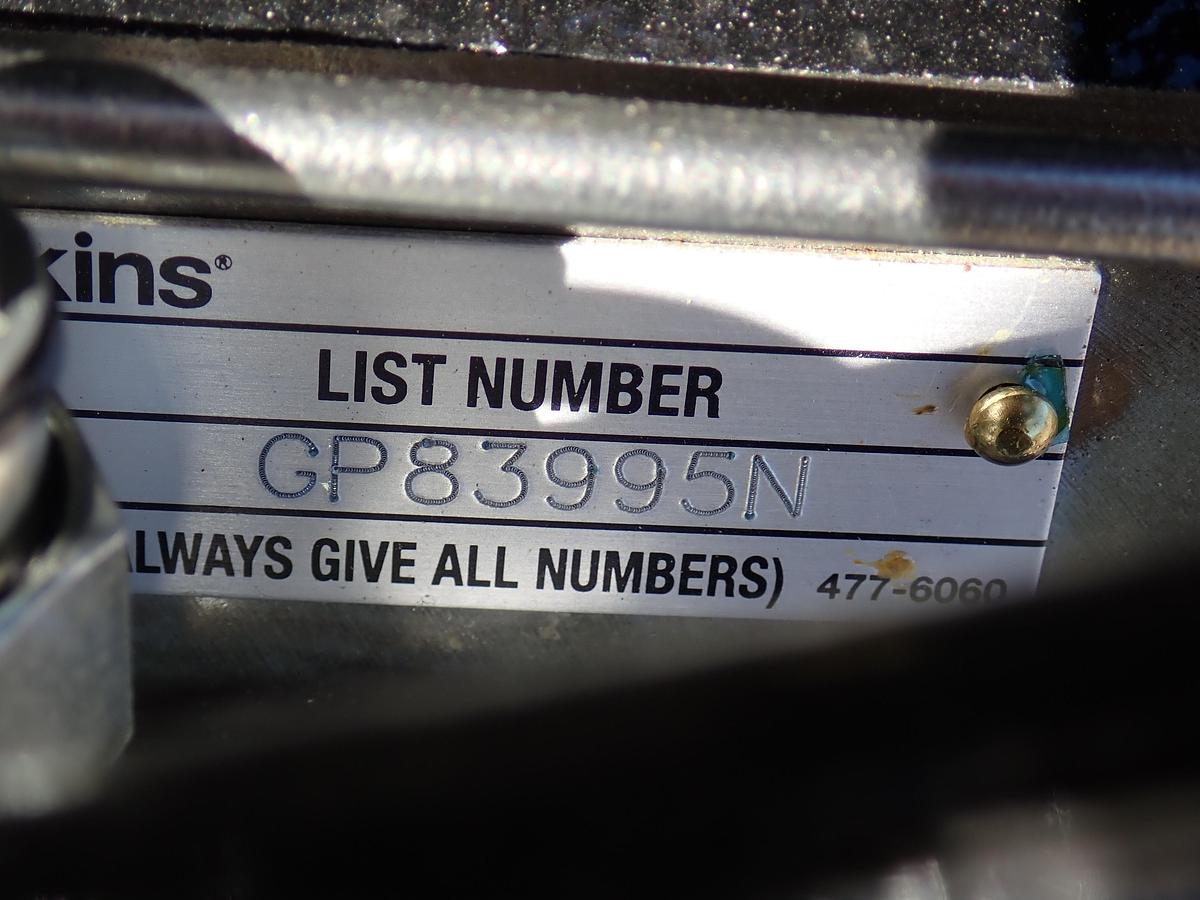 kins®
LIST NUMBER
GP83995N
ALWAYS GIVE ALL NUMBERS) 477-6060